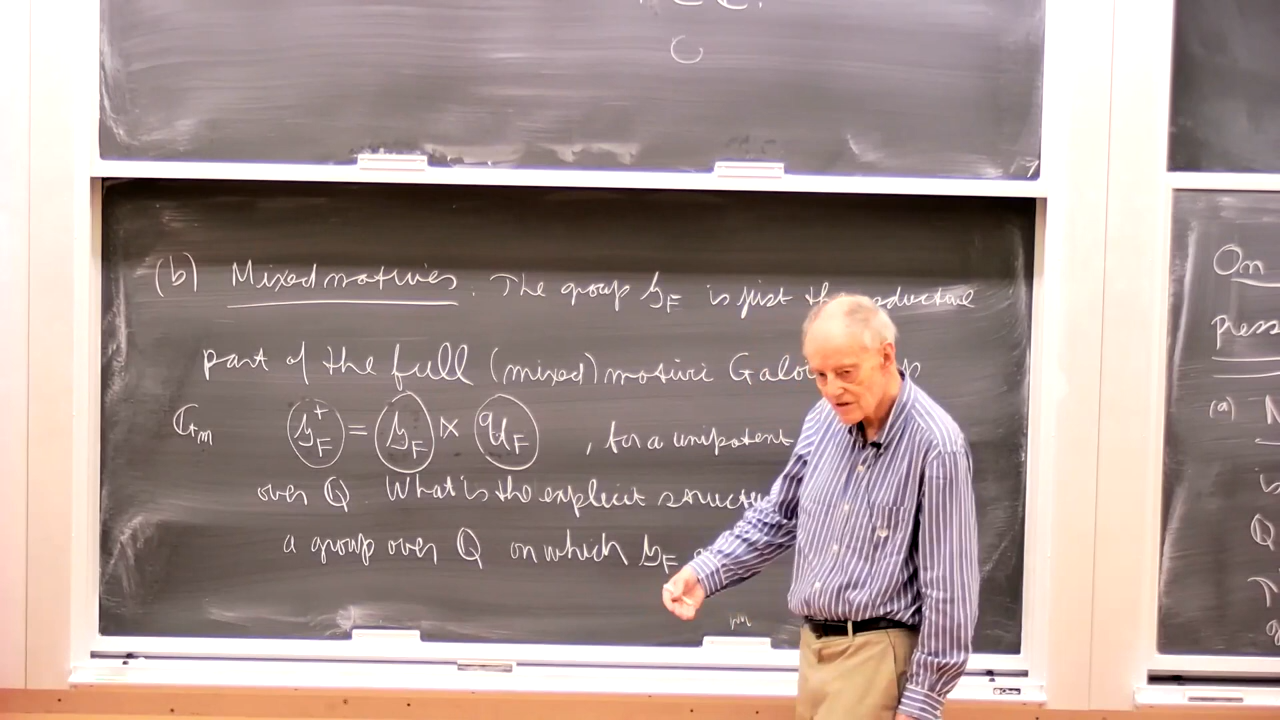 (b) Mixed motives. The group 𝒢_F is just the reductive
part of the full (mixed) motivic Galois
G_m 𝒢_F^+ = 𝒢_F ⋉ 𝒰_F , for a unipotent
over Q What's the explicit
a group over Q on which 𝒢_F
On
press
(a)
Q